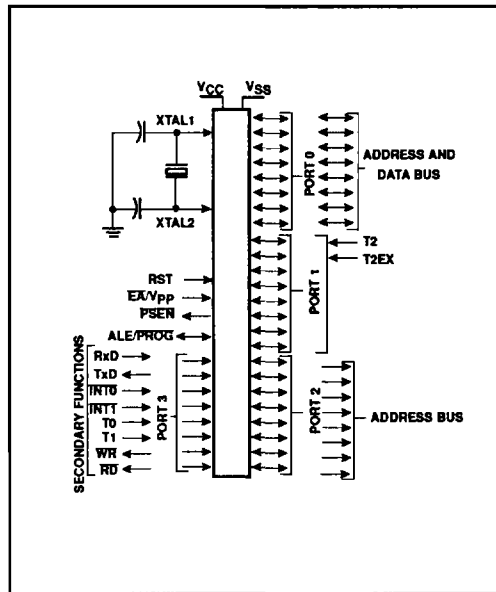 VCC VSS
XTAL1
XTAL2
PORT 0
ADDRESS AND
DATA BUS
RST
EA/VPP
PSEN
ALE/PROG
PORT 1
T2
T2EX
SECONDARY FUNCTIONS
RxD
TxD
INT0
INT1
T0
T1
WR
RD
PORT 3
PORT 2
ADDRESS BUS